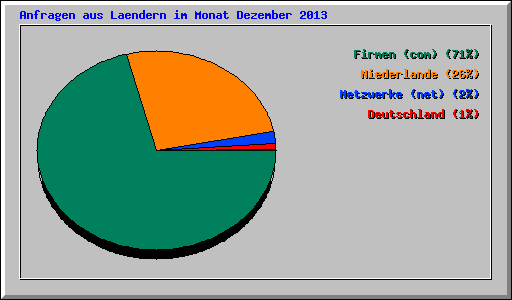 Anfragen aus Laendern im Monat Dezember 2013
Firmen (com) (71%)
Niederlande (26%)
Netzwerke (net) (2%)
Deutschland (1%)